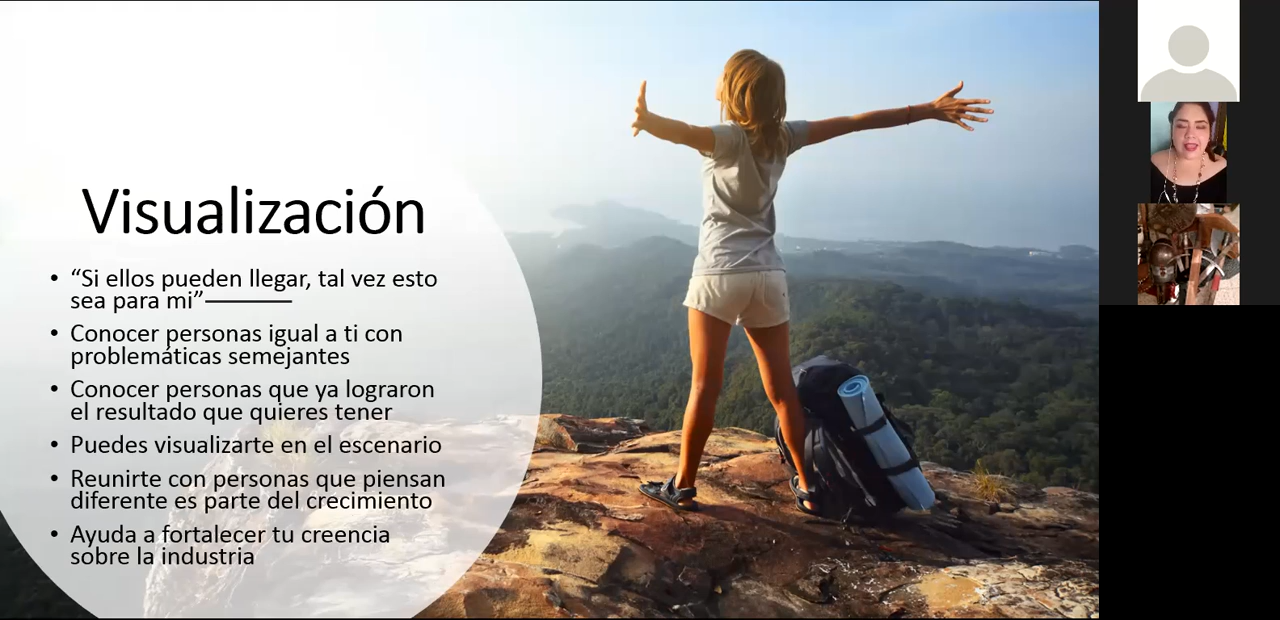 Visualización
• “Si ellos pueden llegar, tal vez esto
sea para mi”
• Conocer personas igual a ti con
problemáticas semejantes
• Conocer personas que ya lograron
el resultado que quieres tener
• Puedes visualizarte en el escenario
• Reunirte con personas que piensan
diferente es parte del crecimiento
• Ayuda a fortalecer tu creencia
sobre la industria